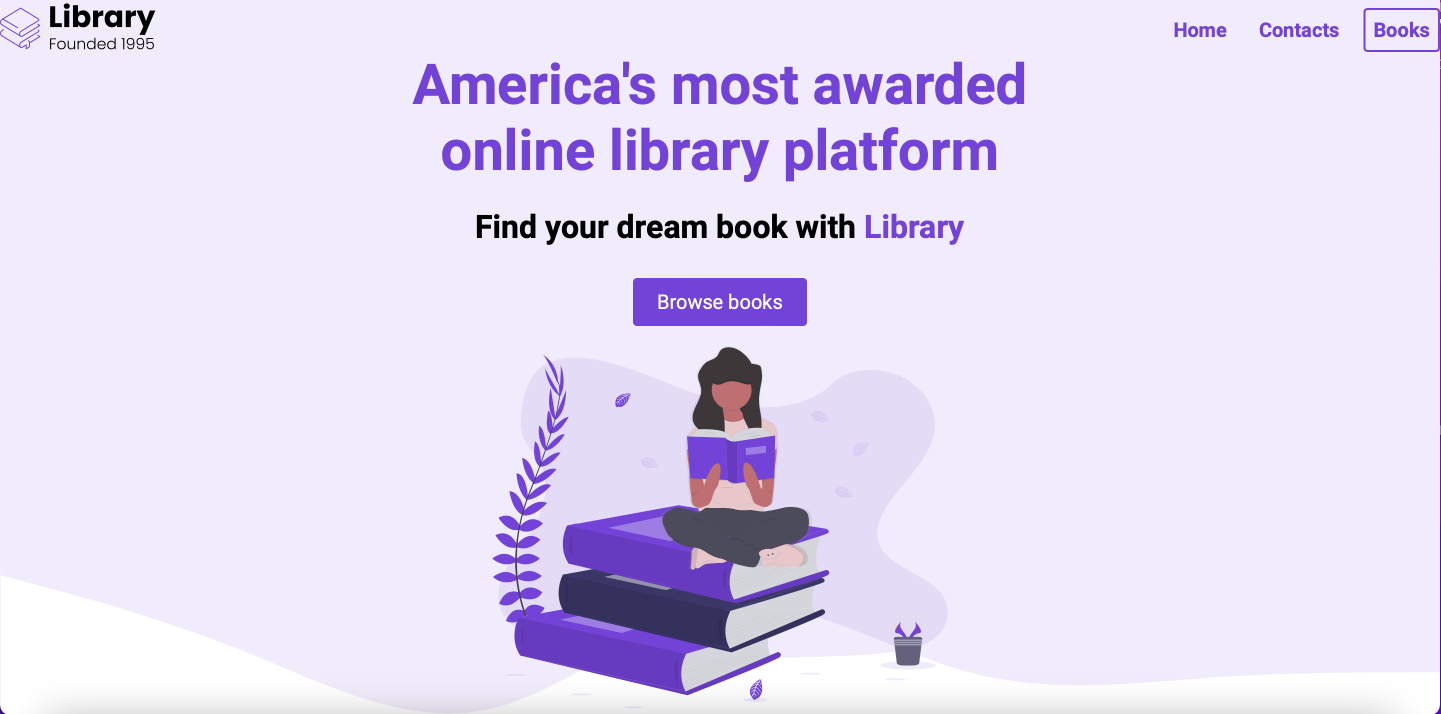 Library
Founded 1995
Home
Contacts
Books
America's most awarded
online library platform
Find your dream book with Library
Browse books